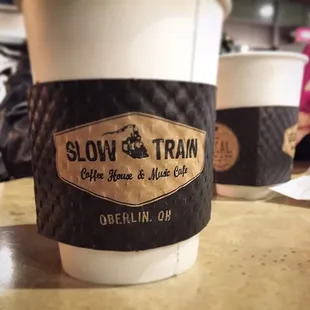 SLOW TRAIN
Coffee House & Music Cafe
OBERLIN, OH